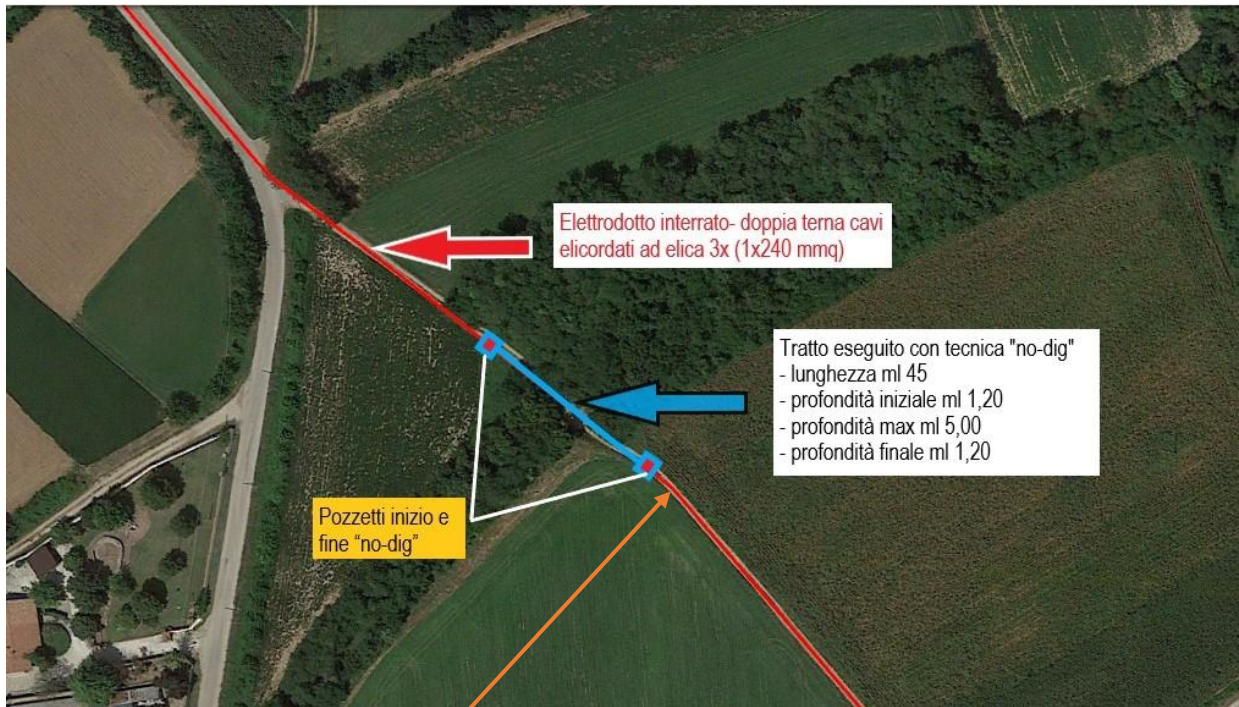 Elettrodotto interrato- doppia terna cavi
elicordati ad elica 3x (1x240 mmq)
Tratto eseguito con tecnica "no-dig"
- lunghezza ml 45
- profondità iniziale ml 1,20
- profondità max ml 5,00
- profondità finale ml 1,20
Pozzetti inizio e
fine “no-dig”